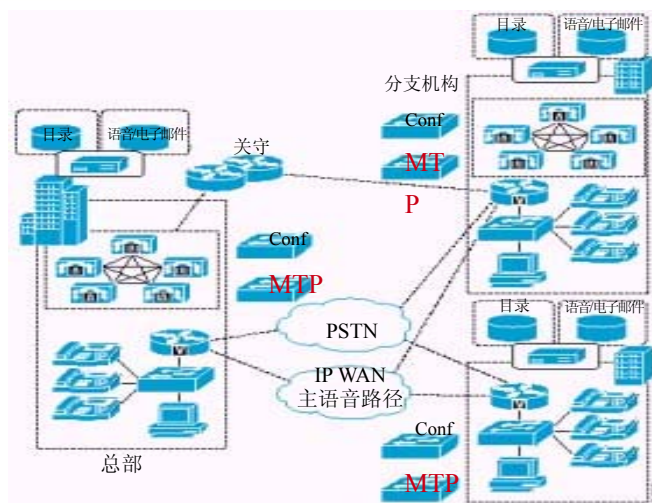 目录
语音/电子邮件
分支机构
Conf
MT
P
目录
语音/电子邮件
关守
Conf
MTP
PSTN
IP WAN
主语音路径
总部
目录
语音/电子邮件
Conf
MTP
V
V
V